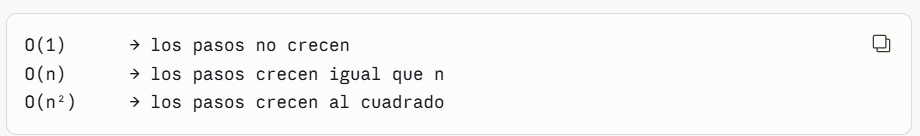 O(1)      → los pasos no crecen
O(n)      → los pasos crecen igual que n
O(n²)     → los pasos crecen al cuadrado